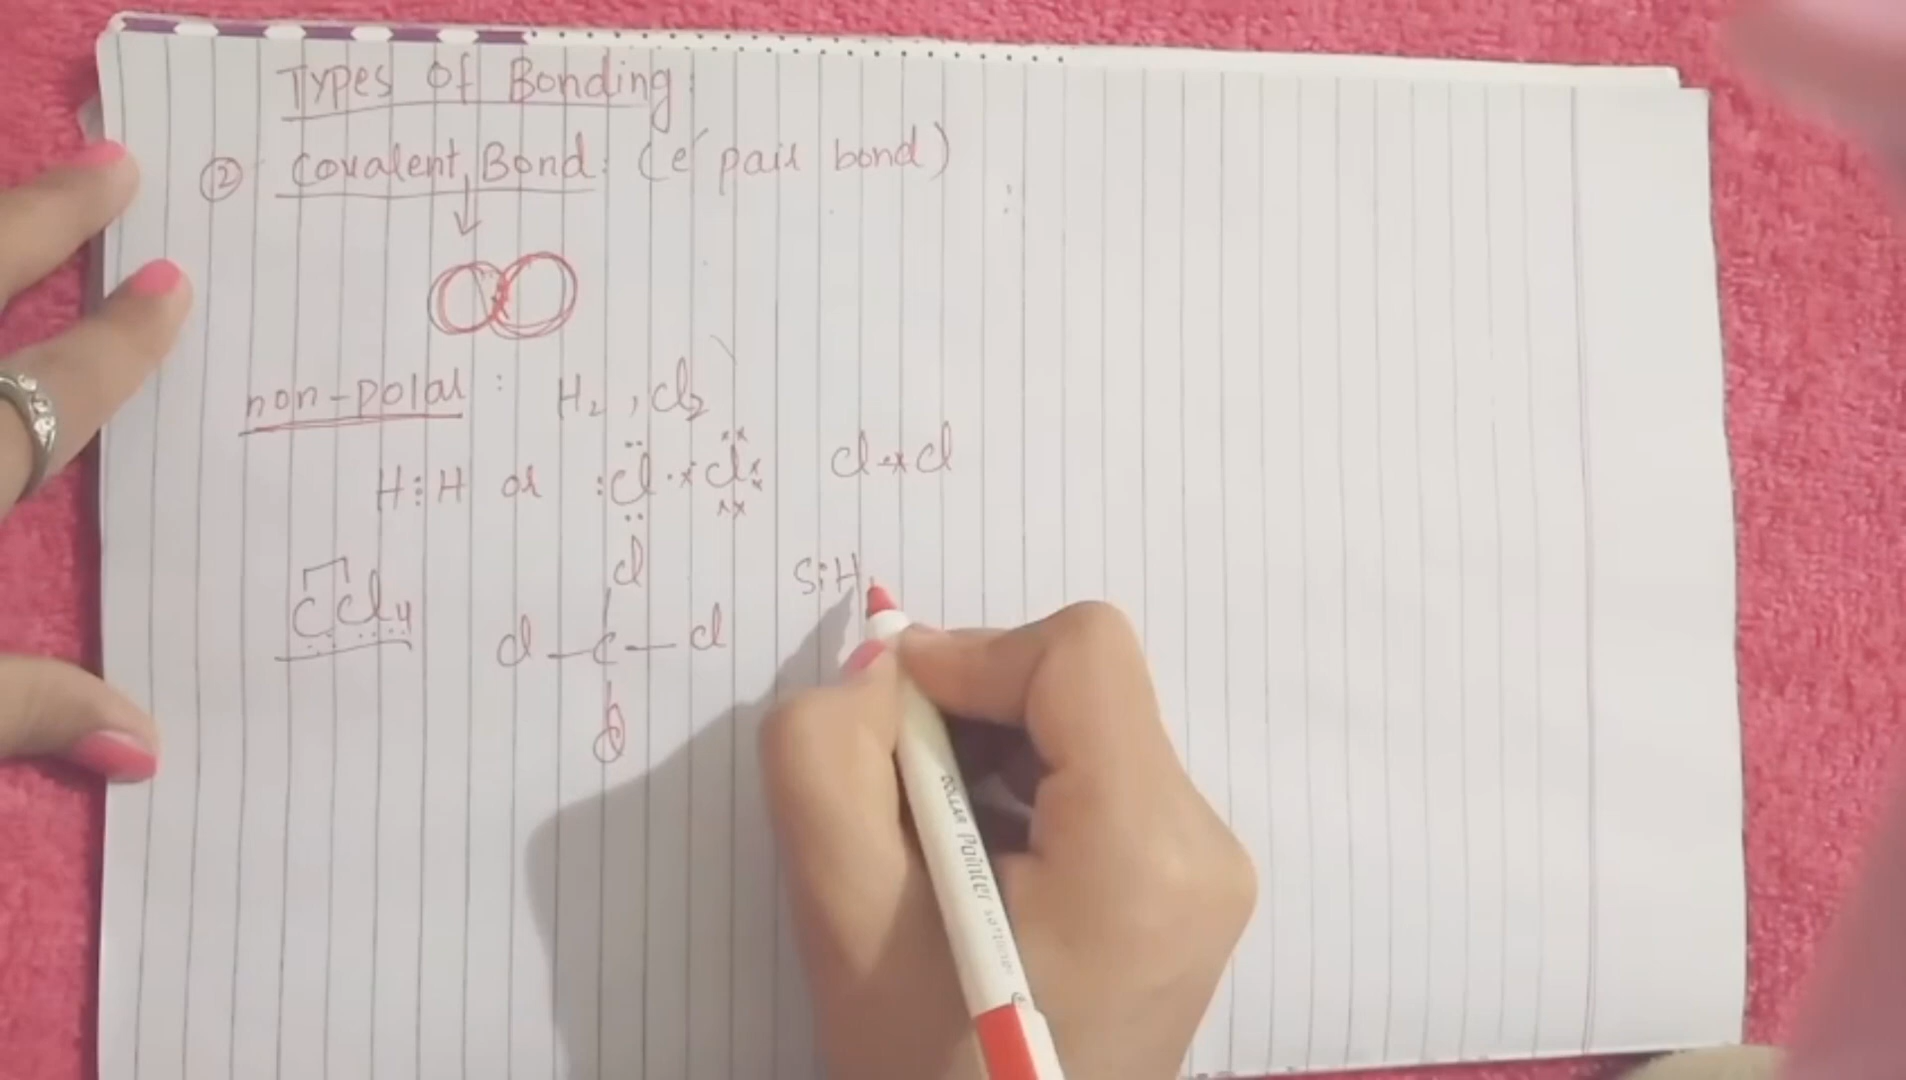 Types Of Bonding:
② Covalent Bond: (e⁻ pair bond)
non-polar : H₂, Cl₂
H:H or :Cl·×Cl×× Cl·×Cl
CCl₄
Cl
Cl—C—Cl
Cl
SiH
Pointer